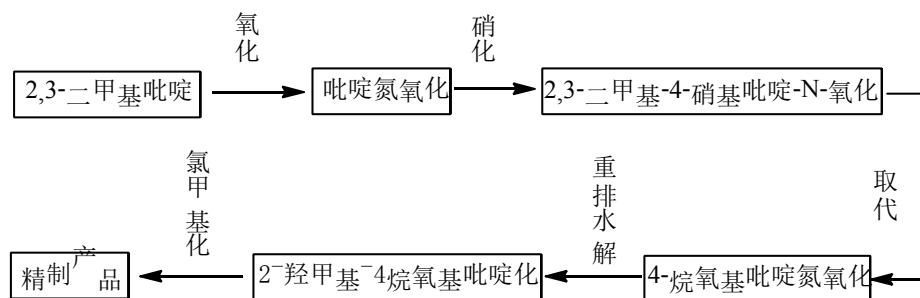 氧化
硝化
2,3-二甲基吡啶
吡啶氮氧化
2,3-二甲基-4-硝基吡啶-N-氧化
氯甲基化
重排水解
取代
精制产品
2-羟甲基-4烷氧基吡啶化
4-烷氧基吡啶氮氧化